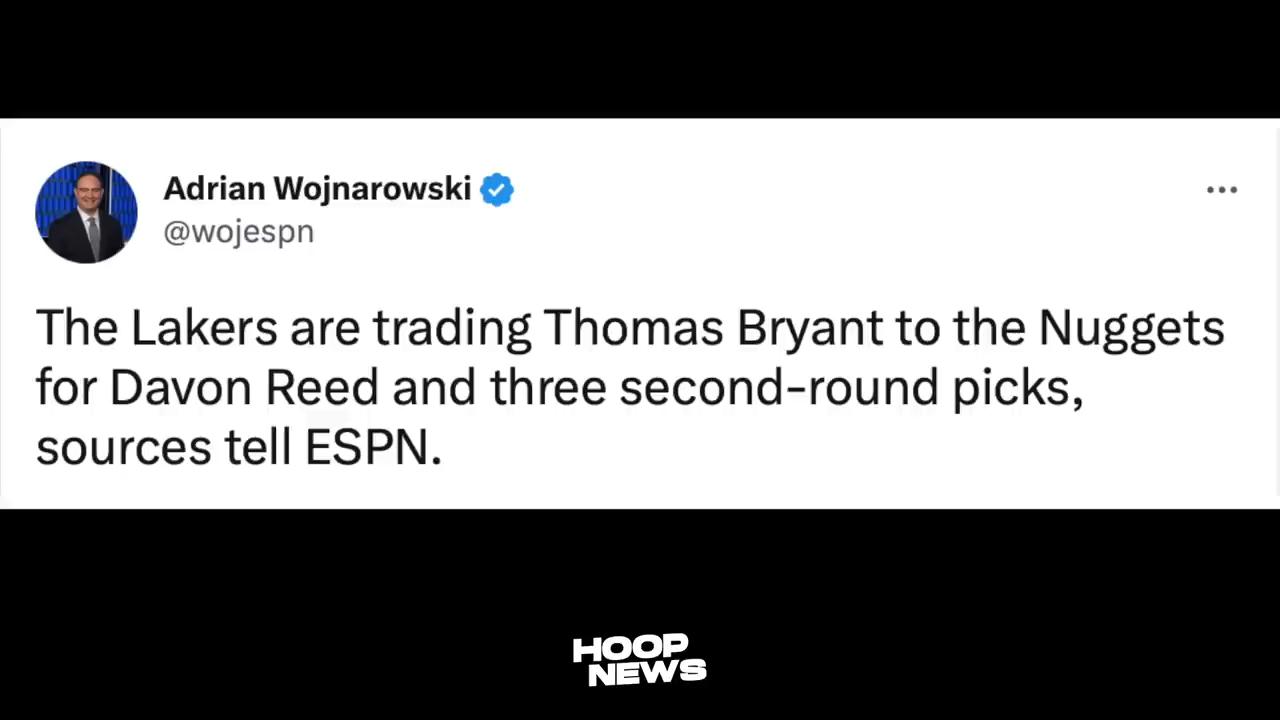 Adrian Wojnarowski
@wojespn
The Lakers are trading Thomas Bryant to the Nuggets
for Davon Reed and three second-round picks,
sources tell ESPN.
HOOP
NEWS